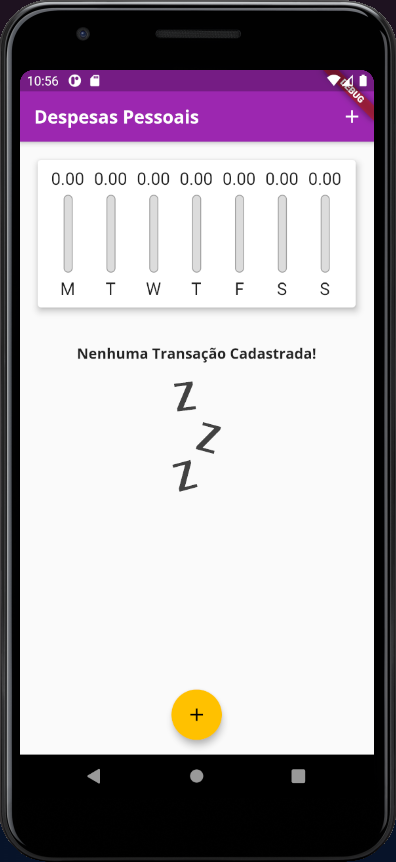 10:56
DEBUG
Despesas Pessoais
+
0.00 0.00 0.00 0.00 0.00 0.00 0.00
M T W T F S S
Nenhuma Transação Cadastrada!
Z
Z
Z
+